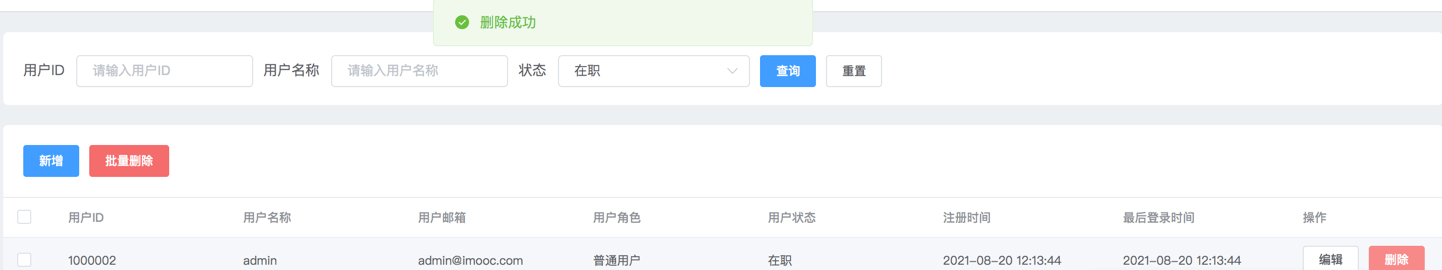 删除成功
用户ID 请输入用户ID 用户名称 请输入用户名称 状态 在职 查询 重置
新增 批量删除
用户ID 用户名称 用户邮箱 用户角色 用户状态 注册时间 最后登录时间 操作
1000002 admin admin@imooc.com 普通用户 在职 2021-08-20 12:13:44 2021-08-20 12:13:44 编辑 删除